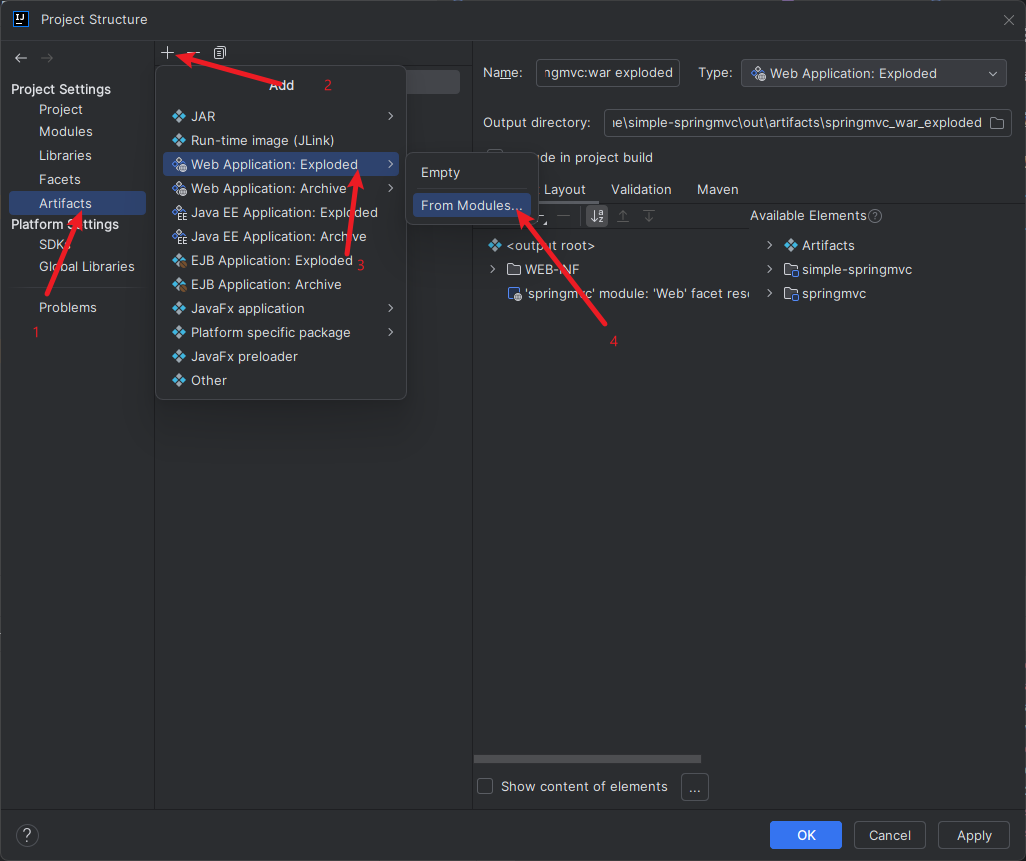 Project Structure
Project Settings
Project
Modules
Libraries
Facets
Artifacts
Platform Settings
SDKs
Global Libraries
Problems
1
Add
2
JAR
Run-time image (JLink)
Web Application: Exploded
Web Application: Archive
Java EE Application: Exploded
Java EE Application: Archive
EJB Application: Exploded
EJB Application: Archive
JavaFx application
Platform specific package
JavaFx preloader
Other
3
Empty
From Modules...
4
Name:
ngmvc:war exploded
Type:
Web Application: Exploded
Output directory:
e\simple-springmvc\out\artifacts\springmvc_war_exploded
de in project build
Layout
Validation
Maven
Available Elements
<output root>
WEB-INF
'springmvc' module: 'Web' facet reso
Artifacts
simple-springmvc
springmvc
Show content of elements
...
?
OK
Cancel
Apply